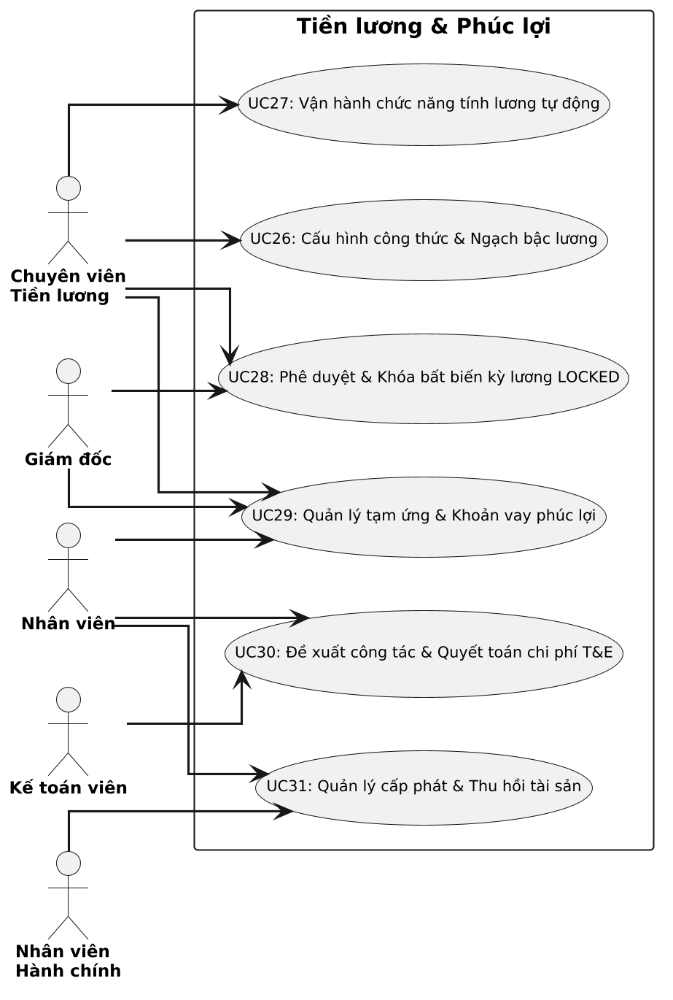 Tiền lương & Phúc lợi
UC27: Vận hành chức năng tính lương tự động
UC26: Cấu hình công thức & Ngạch bậc lương
Chuyên viên
Tiền lương
UC28: Phê duyệt & Khóa bất biến kỳ lương LOCKED
Giám đốc
UC29: Quản lý tạm ứng & Khoản vay phúc lợi
Nhân viên
UC30: Đề xuất công tác & Quyết toán chi phí T&E
Kế toán viên
UC31: Quản lý cấp phát & Thu hồi tài sản
Nhân viên
Hành chính